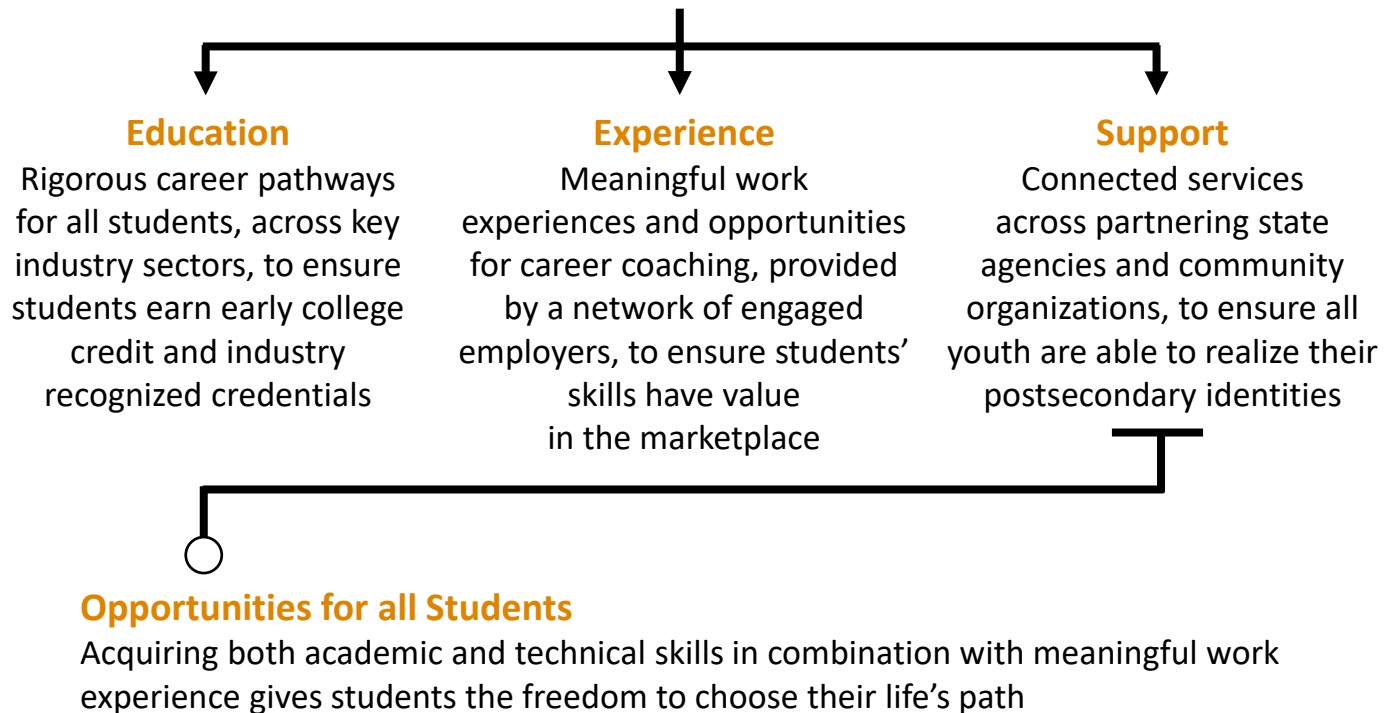 Education
Rigorous career pathways
for all students, across key
industry sectors, to ensure
students earn early college
credit and industry
recognized credentials
Experience
Meaningful work
experiences and opportunities
for career coaching, provided
by a network of engaged
employers, to ensure students’
skills have value
in the marketplace
Support
Connected services
across partnering state
agencies and community
organizations, to ensure all
youth are able to realize their
postsecondary identities
Opportunities for all Students
Acquiring both academic and technical skills in combination with meaningful work
experience gives students the freedom to choose their life’s path